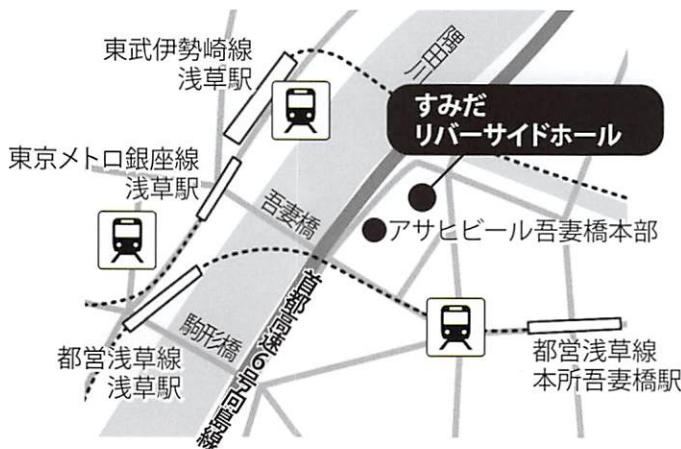 東武伊勢崎線
浅草駅
隅田川
すみだ
リバーサイドホール
東京メトロ銀座線
浅草駅
吾妻橋
アサヒビール吾妻橋本部
駒形橋
首都高速6号向島線
都営浅草線
浅草駅
都営浅草線
本所吾妻橋駅